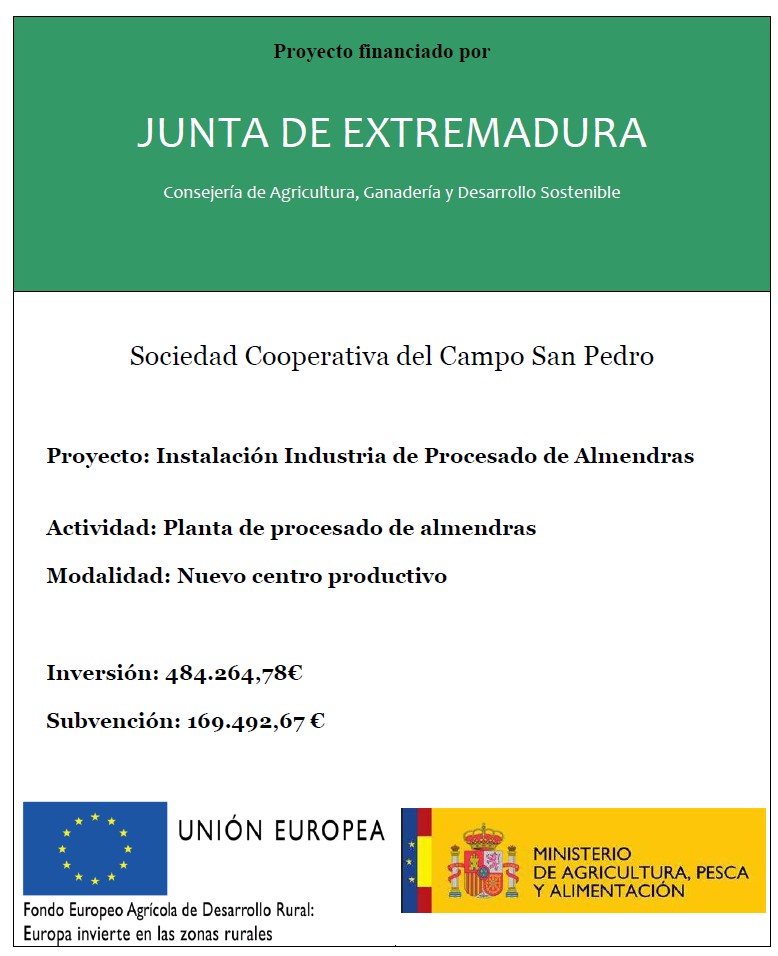 Proyecto financiado por
JUNTA DE EXTREMADURA
Consejería de Agricultura, Ganadería y Desarrollo Sostenible
Sociedad Cooperativa del Campo San Pedro
Proyecto: Instalación Industria de Procesado de Almendras
Actividad: Planta de procesado de almendras
Modalidad: Nuevo centro productivo
Inversión: 484.264,78€
Subvención: 169.492,67 €
UNIÓN EUROPEA
Fondo Europeo Agrícola de Desarrollo Rural:
Europa invierte en las zonas rurales
MINISTERIO
DE AGRICULTURA, PESCA
Y ALIMENTACIÓN